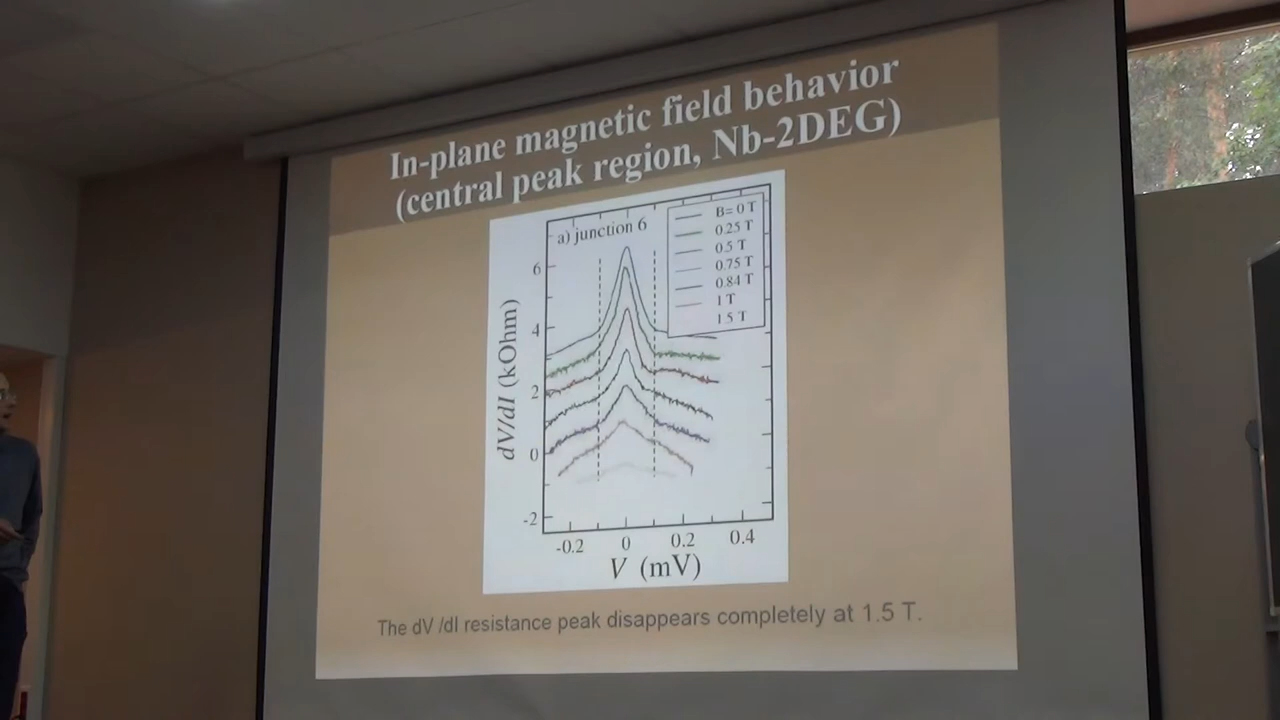 In-plane magnetic field behavior
(central peak region, Nb-2DEG)
a) junction 6
B= 0 T
0.25 T
0.5 T
0.75 T
0.84 T
1 T
1.5 T
6
4
2
0
-2
dV/dI (kOhm)
-0.2 0 0.2 0.4
V (mV)
The dV /dI resistance peak disappears completely at 1.5 T.